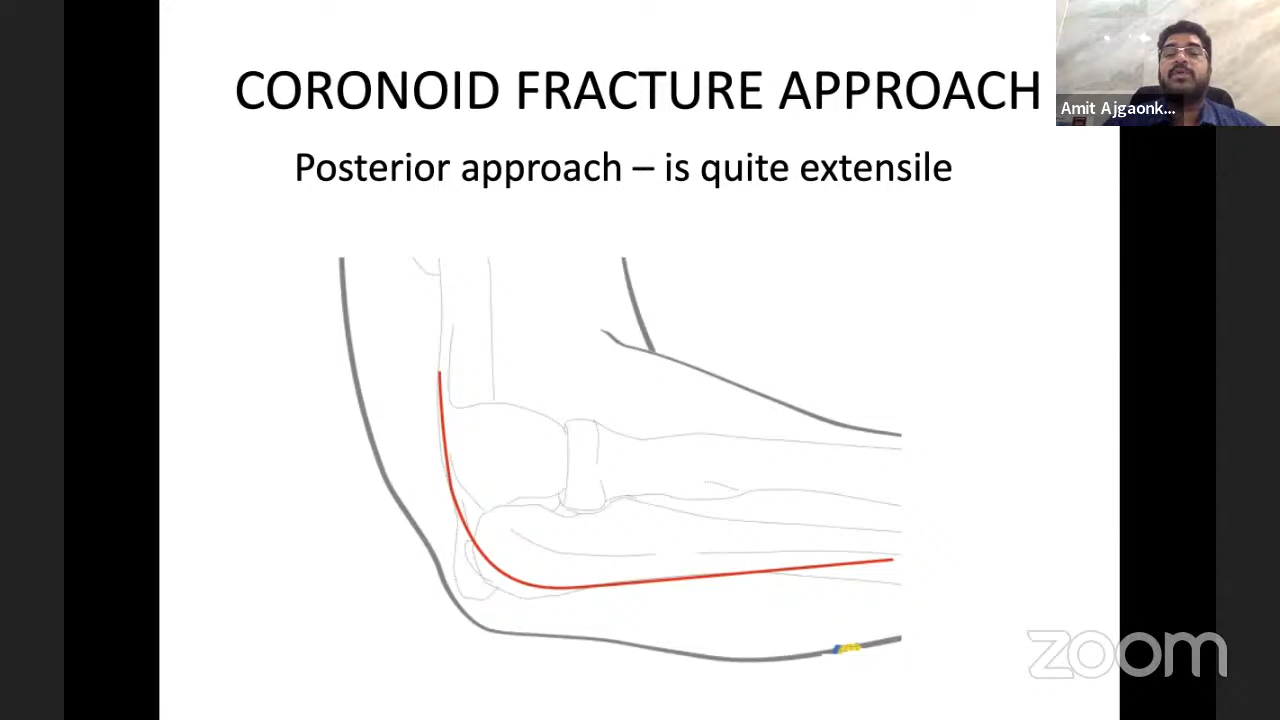 CORONOID FRACTURE APPROACH
Amit Ajgaonk...
Posterior approach – is quite extensile
zoom